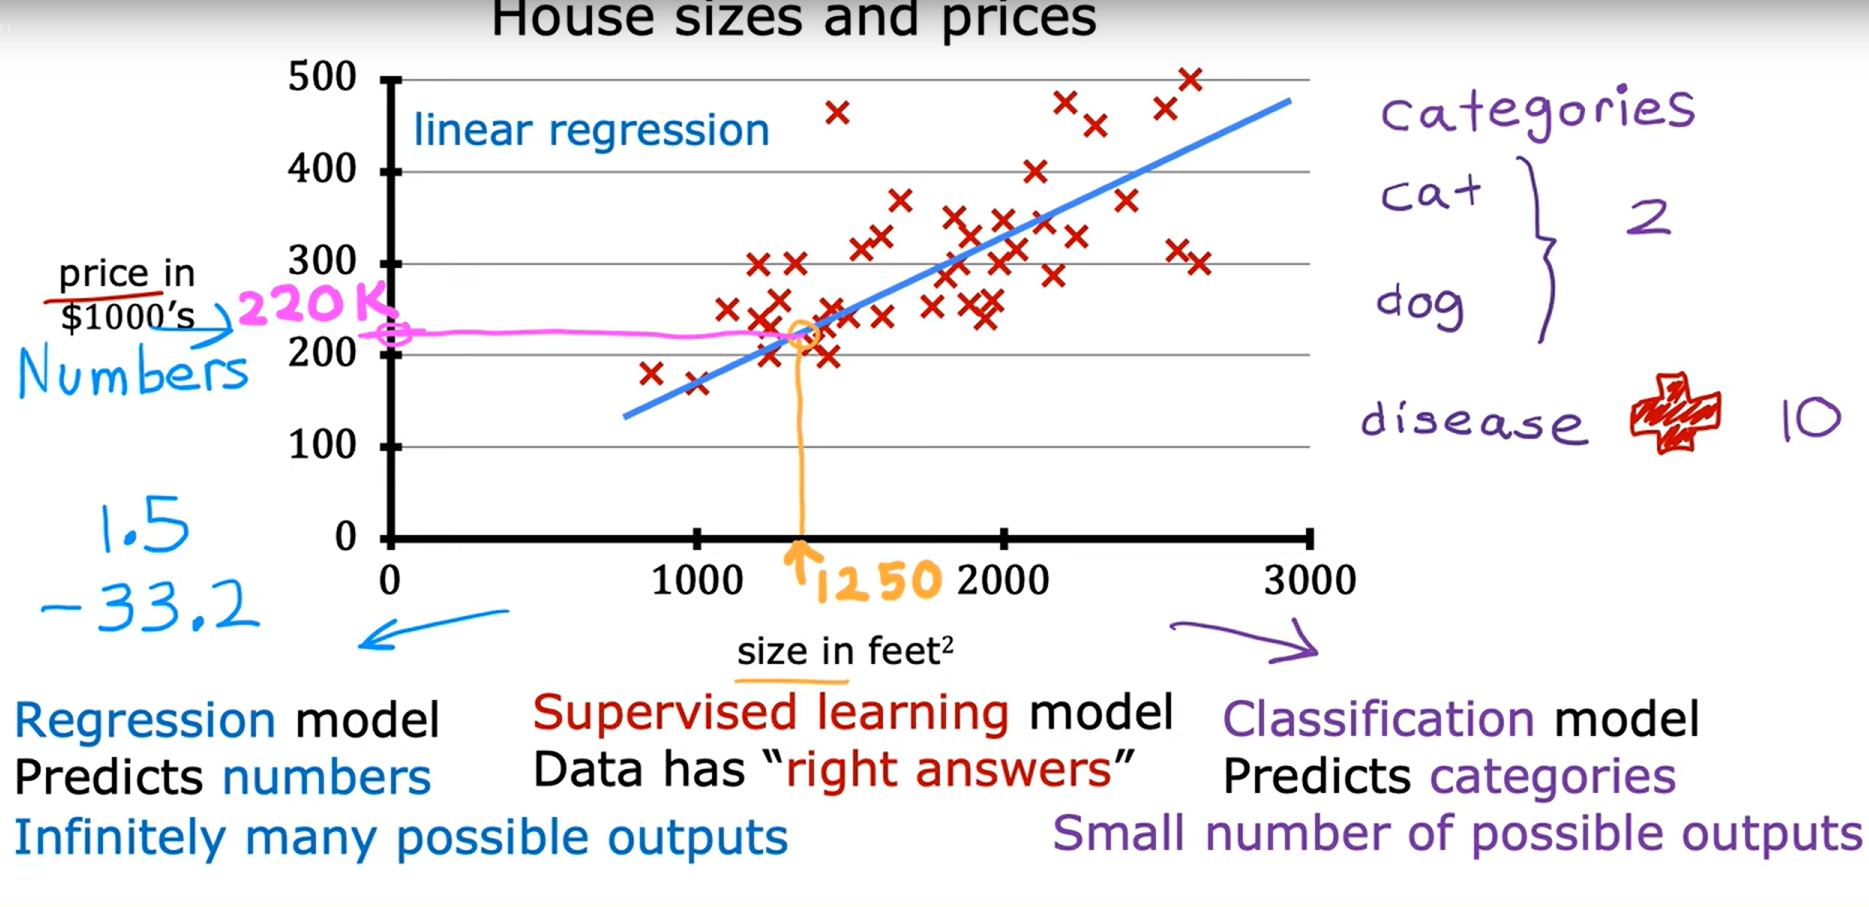 House sizes and prices
500
linear regression
400
300
price in
$1000's
220K
200
Numbers
100
0
0
1000
1250
2000
3000
size in feet²
categories
cat
dog
2
disease
10
1.5
-33.2
Regression model
Predicts numbers
Infinitely many possible outputs
Supervised learning model
Data has “right answers”
Classification model
Predicts categories
Small number of possible outputs